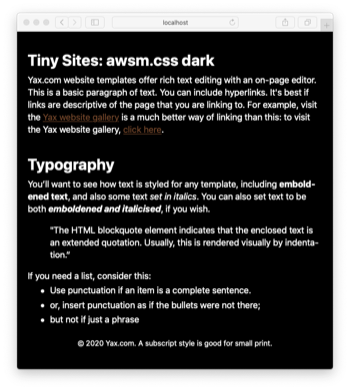 localhost
Tiny Sites: awsm.css dark
Yax.com website templates offer rich text editing with an on-page editor.
This is a basic paragraph of text. You can include hyperlinks. It's best if
links are descriptive of the page that you are linking to. For example, visit
the Yax website gallery is a much better way of linking than this: to visit
the Yax website gallery, click here.
Typography
You'll want to see how text is styled for any template, including embold-
ened text, and also some text set in italics. You can also set text to be
both emboldened and italicised, if you wish.
"The HTML blockquote element indicates that the enclosed text is
an extended quotation. Usually, this is rendered visually by indenta-
tion."
If you need a list, consider this:
• Use punctuation if an item is a complete sentence.
• or, insert punctuation as if the bullets were not there;
• but not if just a phrase
© 2020 Yax.com. A subscript style is good for small print.